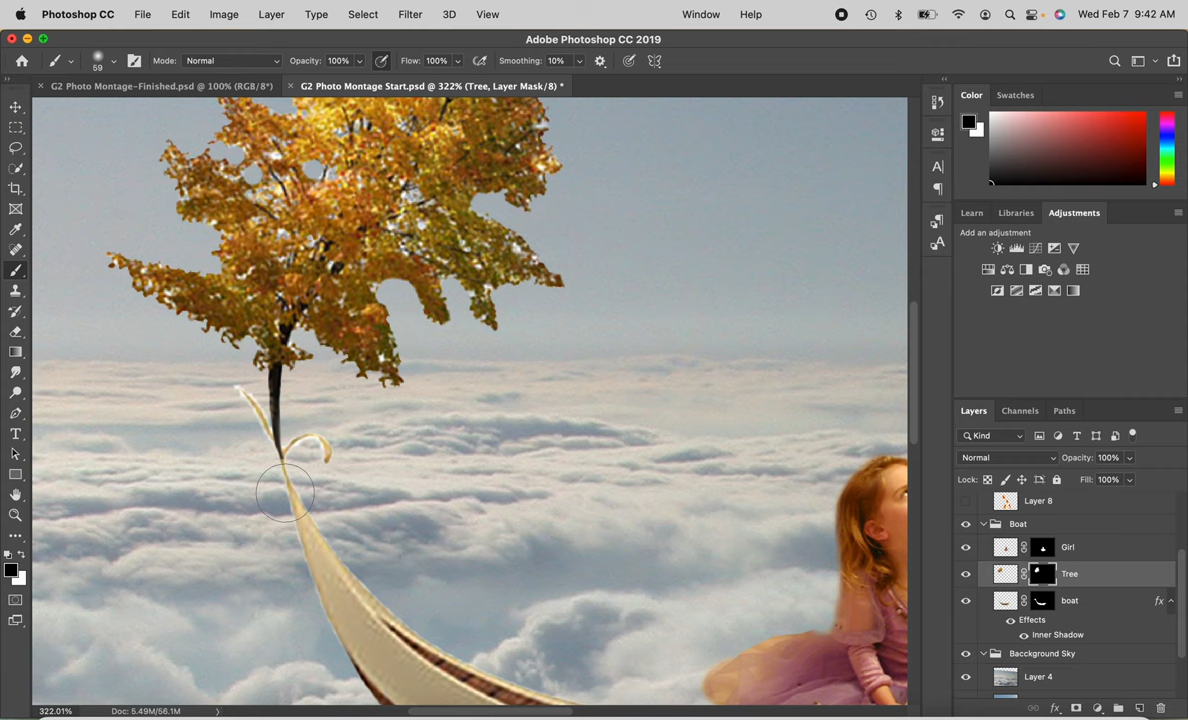 Photoshop CC File Edit Image Layer Type Select Filter 3D View Window Help Wed Feb 7 9:42 AM
Adobe Photoshop CC 2019
59 Mode: Normal Opacity: 100% Flow: 100% Smoothing: 10%
× G2 Photo Montage-Finished.psd @ 100% (RGB/8*) × G2 Photo Montage Start.psd @ 322% (Tree, Layer Mask/8) *
Color Swatches
Learn Libraries Adjustments
Add an adjustment
Layers Channels Paths
Kind
Normal Opacity: 100%
Lock: Fill: 100%
Layer 8
Boat
Girl
Tree
boat fx
Effects
Inner Shadow
Bacckground Sky
Layer 4
322.01% Doc: 5.49M/56.1M